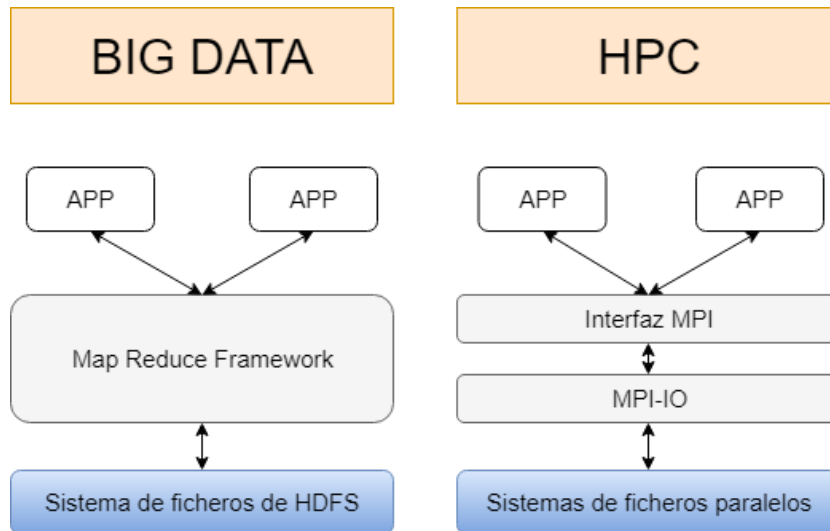 BIG DATA
HPC
APP
APP
APP
APP
Map Reduce Framework
Interfaz MPI
MPI-IO
Sistema de ficheros de HDFS
Sistemas de ficheros paralelos